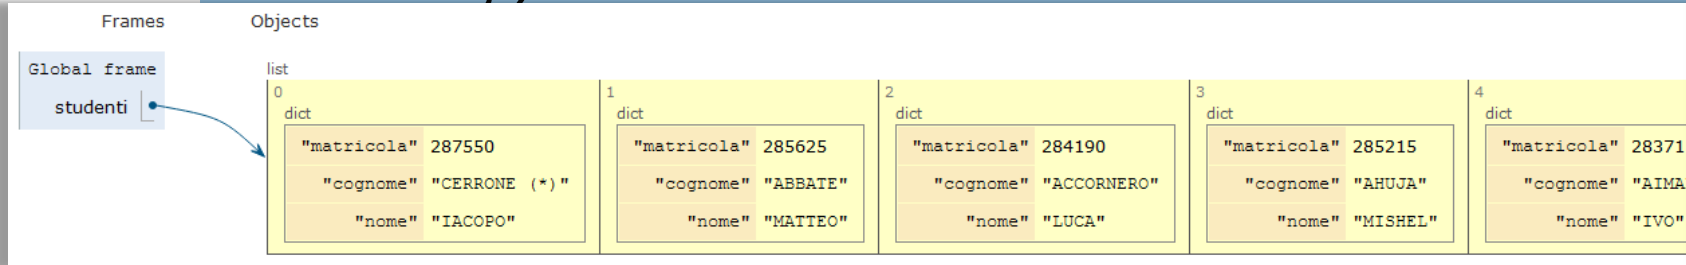 Frames Objects
Global frame
studenti
list
0 1 2 3 4
dict dict dict dict dict
"matricola" 287550 "matricola" 285625 "matricola" 284190 "matricola" 285215 "matricola" 28371
"cognome" "CERRONE (*)" "cognome" "ABBATE" "cognome" "ACCORNERO" "cognome" "AHUJA" "cognome" "AIMA
"nome" "IACOPO" "nome" "MATTEO" "nome" "LUCA" "nome" "MISHEL" "nome" "IVO"